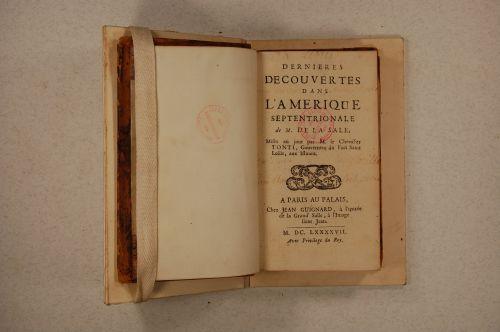 DERNIERES
DECOUVERTES
DANS
L'AMERIQUE
SEPTENTRIONALE
de M. DE LA SALE,
Mises au jour par M. le Chevalier
TONTI, Gouverneur du Fort Saint
Loüis, aux Islinois.
A PARIS AU PALAIS,
Chez JEAN GUIGNARD, à l'entrée
de la Grand' Salle, à l'Image
saint Jean.
M. DC. LXXXXVII.
Avec Privilege du Roy.